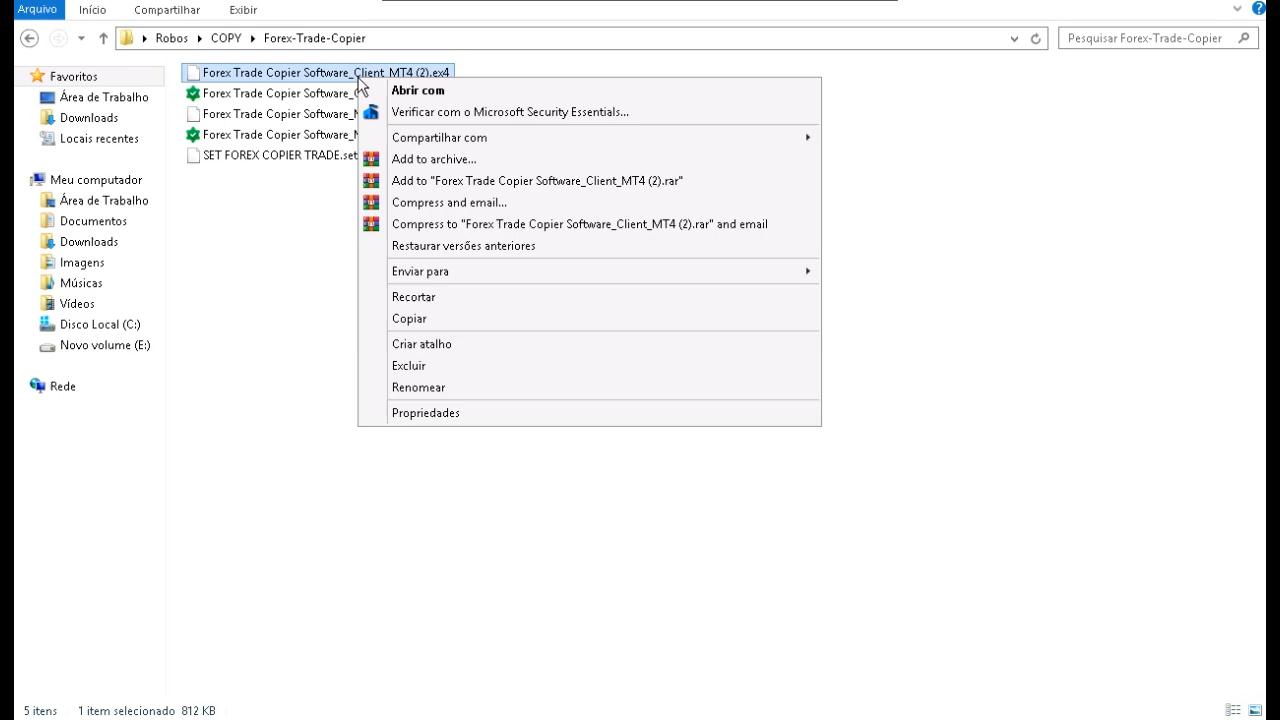 Arquivo Início Compartilhar Exibir
Robos COPY Forex-Trade-Copier Pesquisar Forex-Trade-Copier
Favoritos
Área de Trabalho
Downloads
Locais recentes
Meu computador
Área de Trabalho
Documentos
Downloads
Imagens
Músicas
Vídeos
Disco Local (C:)
Novo volume (E:)
Rede
Forex Trade Copier Software_Client_MT4 (2).ex4
Forex Trade Copier Software_
Forex Trade Copier Software_
Forex Trade Copier Software_
SET FOREX COPIER TRADE.set
Abrir com
Verificar com o Microsoft Security Essentials...
Compartilhar com
Add to archive...
Add to "Forex Trade Copier Software_Client_MT4 (2).rar"
Compress and email...
Compress to "Forex Trade Copier Software_Client_MT4 (2).rar" and email
Restaurar versões anteriores
Enviar para
Recortar
Copiar
Criar atalho
Excluir
Renomear
Propriedades
5 itens 1 item selecionado 812 KB